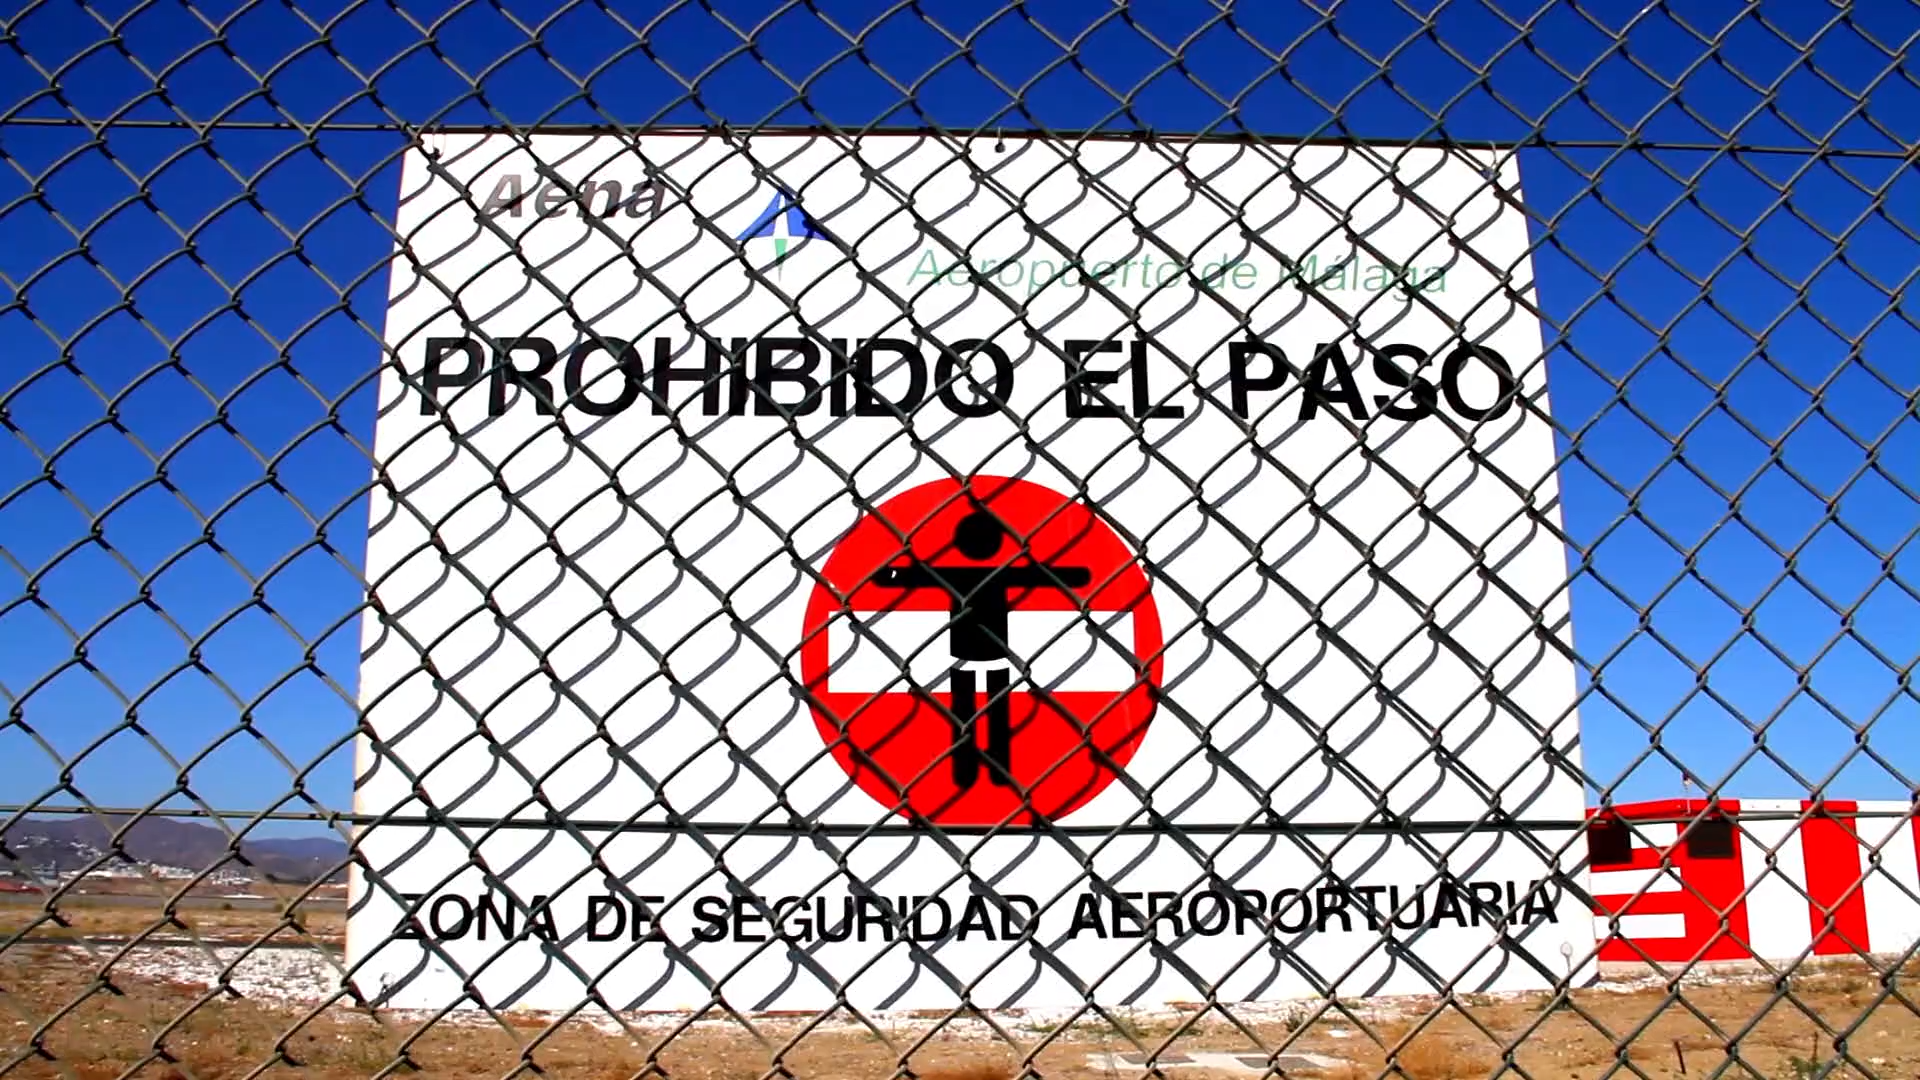 Aena
Aeropuerto de Málaga
PROHIBIDO EL PASO
ZONA DE SEGURIDAD AEROPORTUARIA